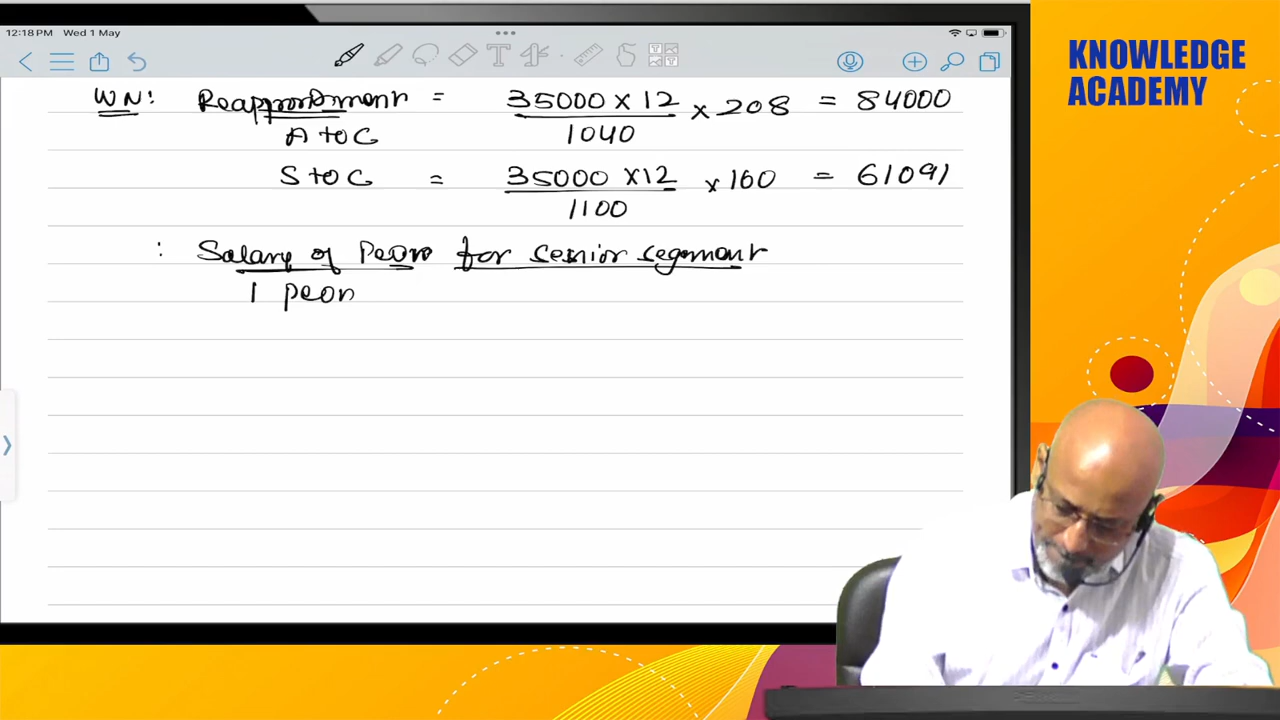 12:18 PM Wed 1 May
KNOWLEDGE
ACADEMY
WN: Reapportionment = 35000 x 12 / 1040 x 208 = 84000
A to C
S to C = 35000 x 12 / 1100 x 160 = 61091
: Salary of Peon for senior segment
1 peon